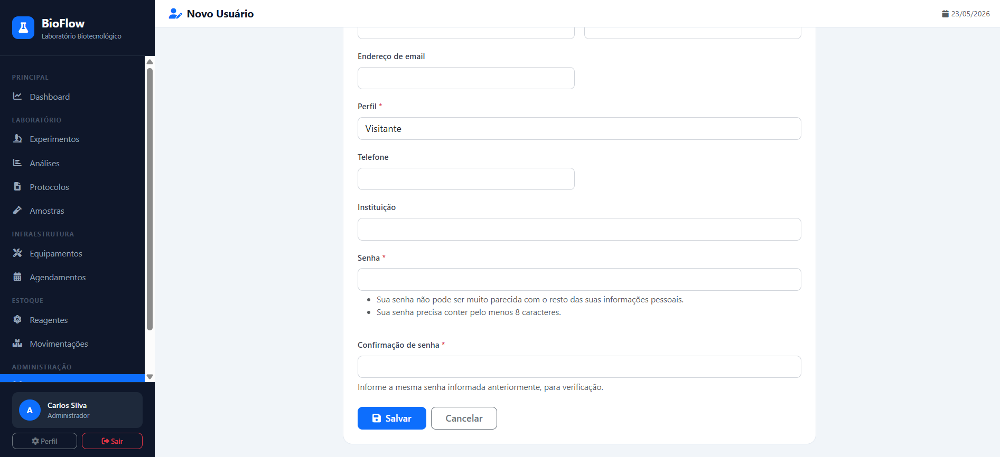 BioFlow
Laboratório Biotecnológico
PRINCIPAL
Dashboard
LABORATÓRIO
Experimentos
Análises
Protocolos
Amostras
INFRAESTRUTURA
Equipamentos
Agendamentos
ESTOQUE
Reagentes
Movimentações
ADMINISTRAÇÃO
A
Carlos Silva
Administrador
Perfil
Sair
Novo Usuário
23/05/2026
Endereço de email
Perfil *
Visitante
Telefone
Instituição
Senha *
• Sua senha não pode ser muito parecida com o resto das suas informações pessoais.
• Sua senha precisa conter pelo menos 8 caracteres.
Confirmação de senha *
Informe a mesma senha informada anteriormente, para verificação.
Salvar
Cancelar